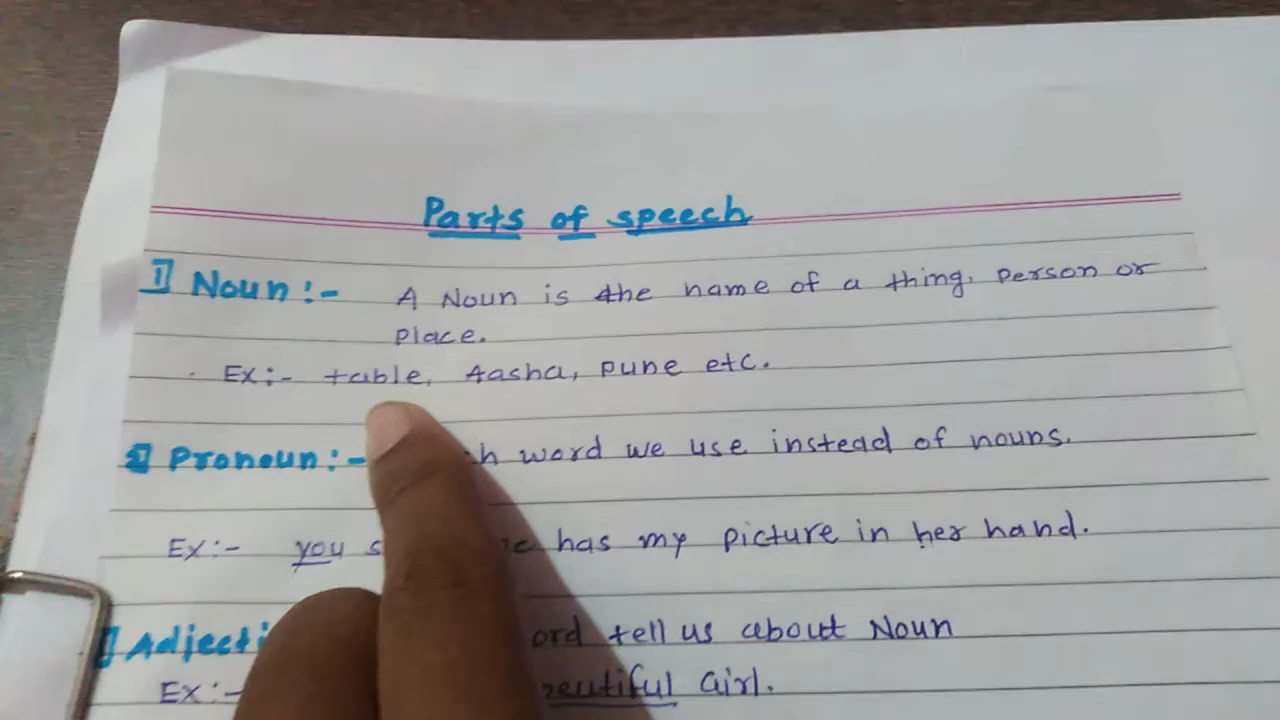 Parts of speech
1] Noun :- A Noun is the name of a thing, person or
place.
Ex:- table, Aasha, pune etc.
Pronoun :- word we use instead of nouns.
Ex:- you has my picture in her hand.
tell us about Noun
Ex:- girl.